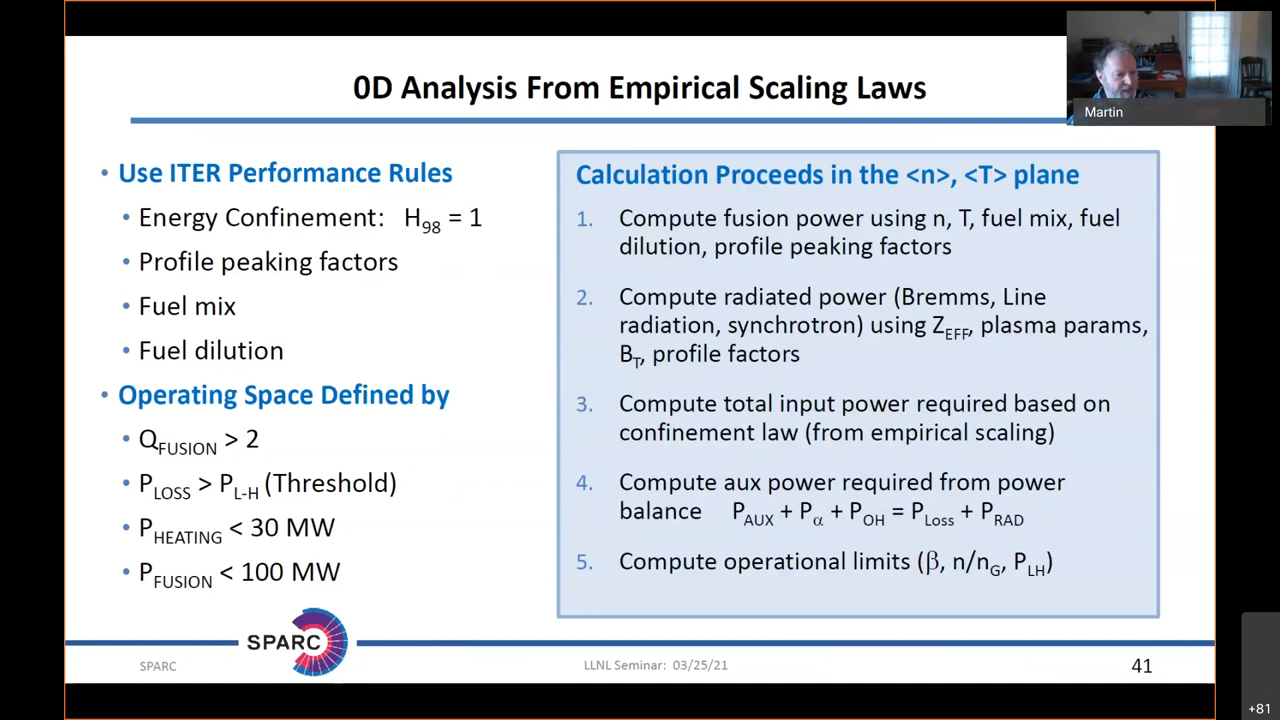 0D Analysis From Empirical Scaling Laws
Martin
• Use ITER Performance Rules
• Energy Confinement: H98 = 1
• Profile peaking factors
• Fuel mix
• Fuel dilution
• Operating Space Defined by
• QFUSION > 2
• PLOSS > PL-H (Threshold)
• PHEATING < 30 MW
• PFUSION < 100 MW
Calculation Proceeds in the <n>, <T> plane
1. Compute fusion power using n, T, fuel mix, fuel
dilution, profile peaking factors
2. Compute radiated power (Bremms, Line
radiation, synchrotron) using ZEFF, plasma params,
BT, profile factors
3. Compute total input power required based on
confinement law (from empirical scaling)
4. Compute aux power required from power
balance PAUX + Pα + POH = PLoss + PRAD
5. Compute operational limits (β, n/nG, PLH)
SPARC
SPARC
LLNL Seminar: 03/25/21
41
+81